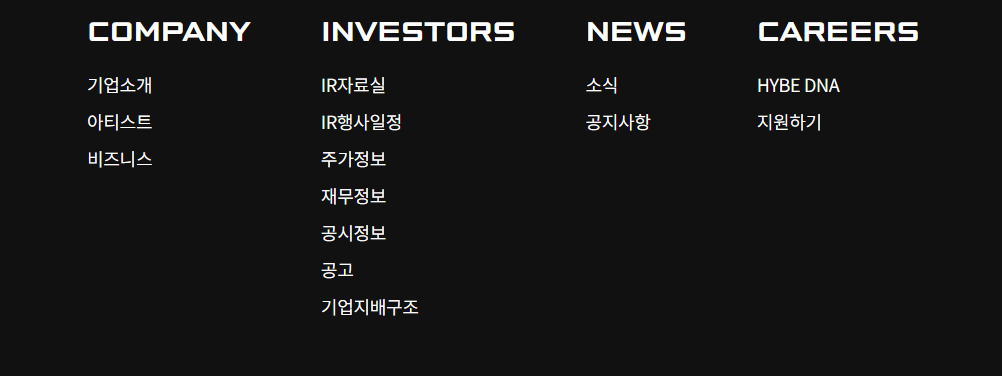 COMPANY
기업소개
아티스트
비즈니스
INVESTORS
IR자료실
IR행사일정
주가정보
재무정보
공시정보
공고
기업지배구조
NEWS
소식
공지사항
CAREERS
HYBE DNA
지원하기